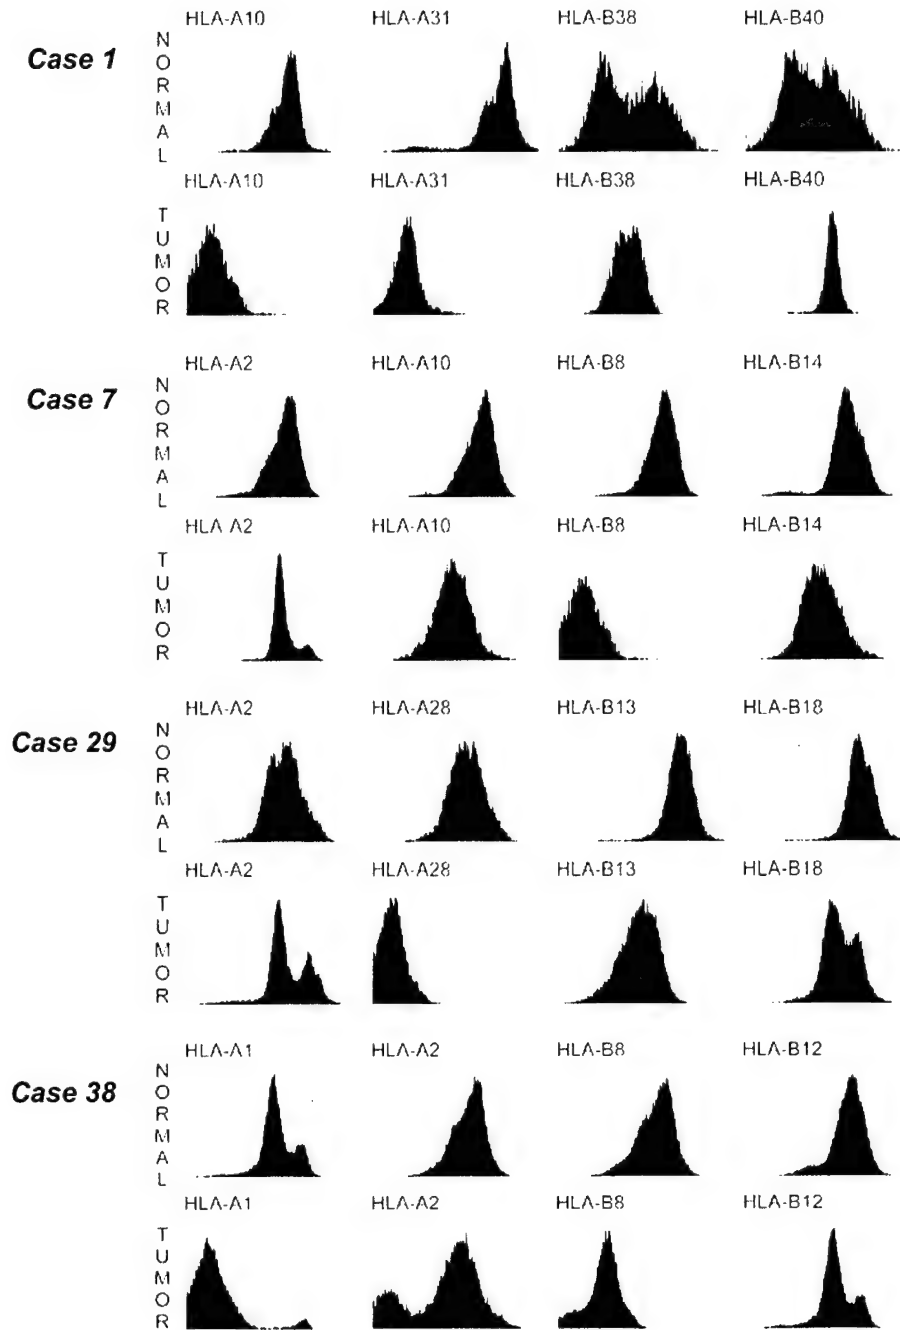 HLA-A10 HLA-A31 HLA-B38 HLA-B40
Case 1
NORMAL
HLA-A10 HLA-A31 HLA-B38 HLA-B40
TUMOR
HLA-A2 HLA-A10 HLA-B8 HLA-B14
Case 7
NORMAL
HLA-A2 HLA-A10 HLA-B8 HLA-B14
TUMOR
HLA-A2 HLA-A28 HLA-B13 HLA-B18
Case 29
NORMAL
HLA-A2 HLA-A28 HLA-B13 HLA-B18
TUMOR
HLA-A1 HLA-A2 HLA-B8 HLA-B12
Case 38
NORMAL
HLA-A1 HLA-A2 HLA-B8 HLA-B12
TUMOR